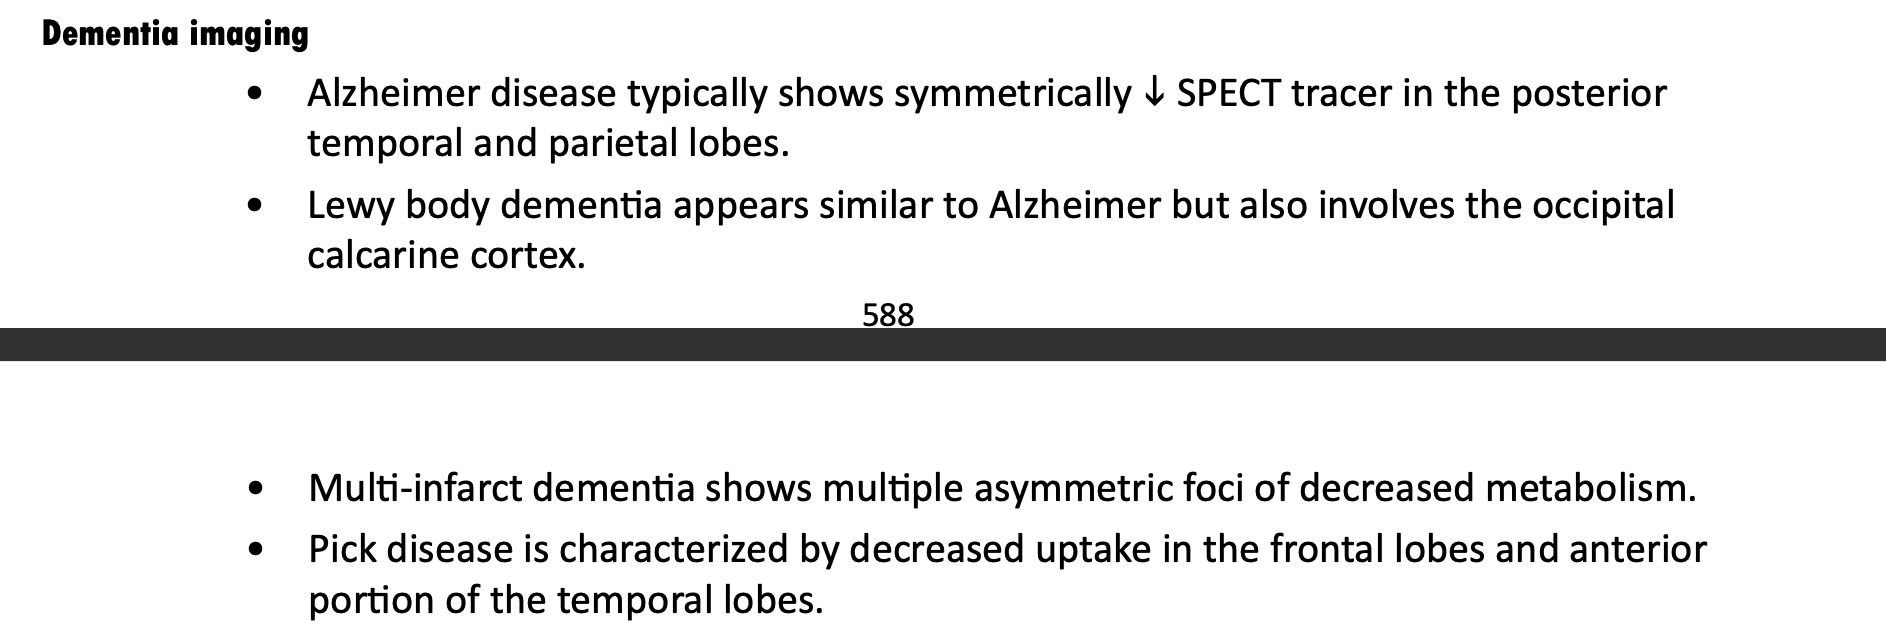 Dementia imaging
• Alzheimer disease typically shows symmetrically ↓ SPECT tracer in the posterior
temporal and parietal lobes.
• Lewy body dementia appears similar to Alzheimer but also involves the occipital
calcarine cortex.
588
• Multi-infarct dementia shows multiple asymmetric foci of decreased metabolism.
• Pick disease is characterized by decreased uptake in the frontal lobes and anterior
portion of the temporal lobes.